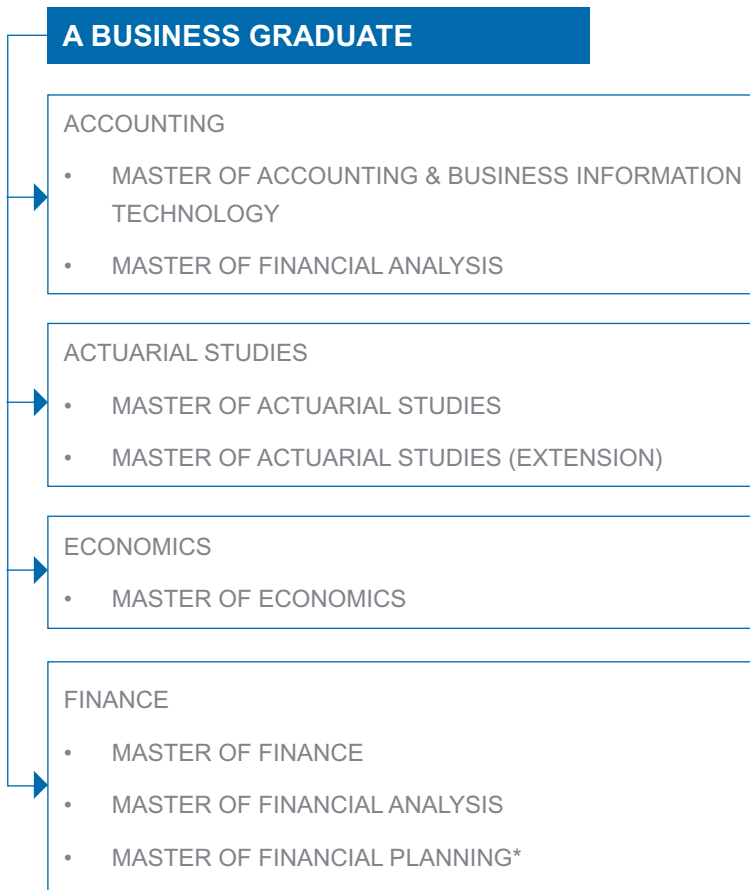 A BUSINESS GRADUATE
ACCOUNTING
• MASTER OF ACCOUNTING & BUSINESS INFORMATION
TECHNOLOGY
• MASTER OF FINANCIAL ANALYSIS
ACTUARIAL STUDIES
• MASTER OF ACTUARIAL STUDIES
• MASTER OF ACTUARIAL STUDIES (EXTENSION)
ECONOMICS
• MASTER OF ECONOMICS
FINANCE
• MASTER OF FINANCE
• MASTER OF FINANCIAL ANALYSIS
• MASTER OF FINANCIAL PLANNING*